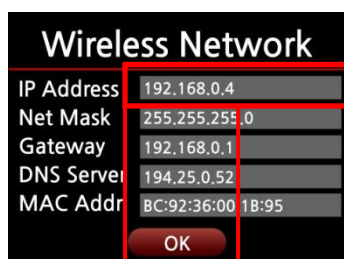 Wireless Network
IP Address 192.168.0.4
Net Mask 255.255.255.0
Gateway 192.168.0.1
DNS Server 194.25.0.52
MAC Addr BC:92:36:00:1B:95
OK